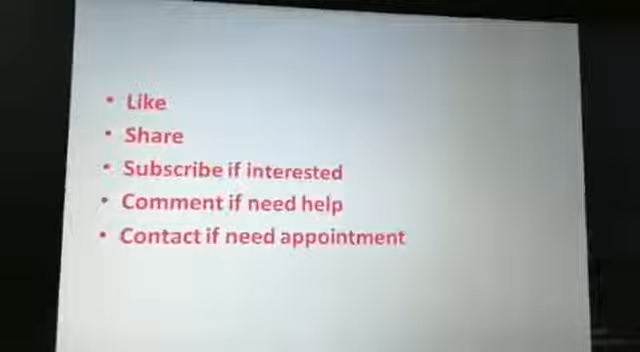 • Like
• Share
• Subscribe if interested
• Comment if need help
• Contact if need appointment